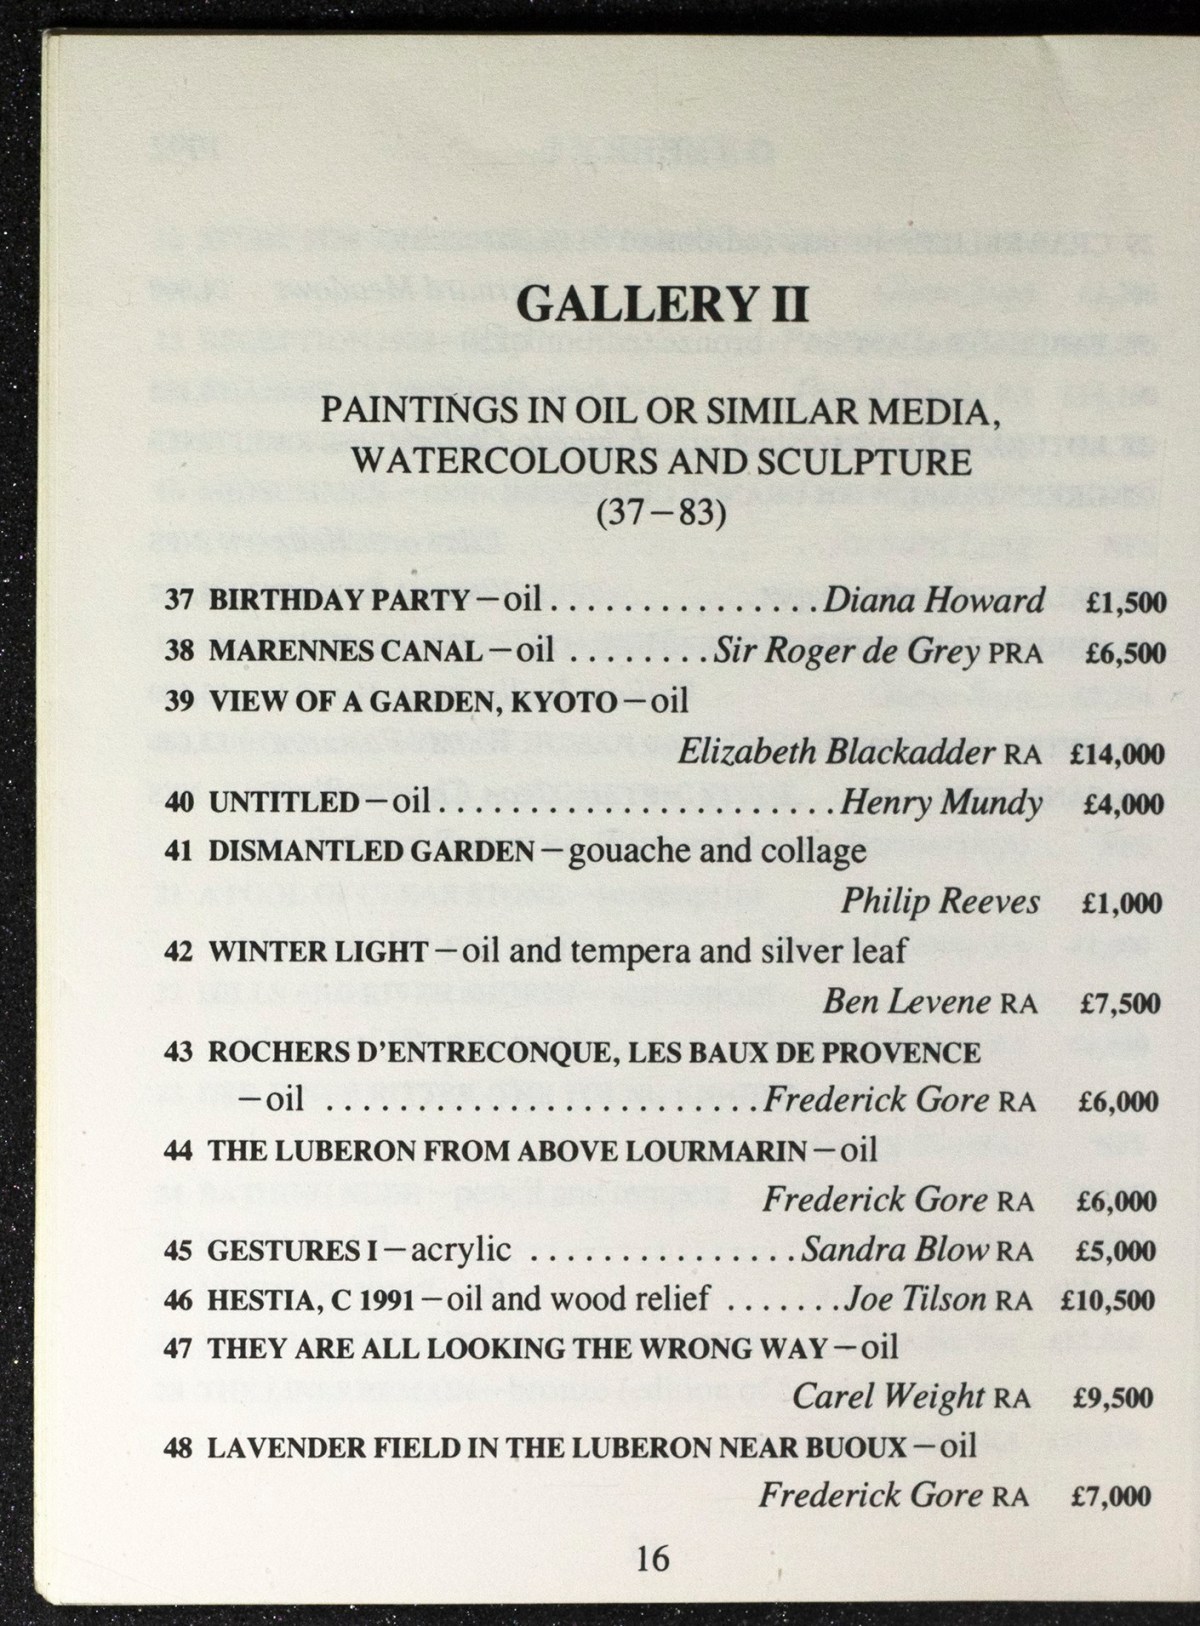 GALLERY II
PAINTINGS IN OIL OR SIMILAR MEDIA,
WATERCOLOURS AND SCULPTURE
(37—83)
37 BIRTHDAY PARTY—oil............... Diana Howard £1,500
38 MARENNES CANAL—oil ........ Sir Roger de Grey PRA £6,500
39 VIEW OF A GARDEN, KYOTO—oil
Elizabeth Blackadder RA £14,000
40 UNTITLED—oil....................... Henry Mundy £4,000
41 DISMANTLED GARDEN—gouache and collage
Philip Reeves £1,000
42 WINTER LIGHT—oil and tempera and silver leaf
Ben Levene RA £7,500
43 ROCHERS D'ENTRECONQUE, LES BAUX DE PROVENCE
—oil ......................... Frederick Gore RA £6,000
44 THE LUBERON FROM ABOVE LOURMARIN—oil
Frederick Gore RA £6,000
45 GESTURES I—acrylic ................ Sandra Blow RA £5,000
46 HESTIA, C 1991—oil and wood relief ....... Joe Tilson RA £10,500
47 THEY ARE ALL LOOKING THE WRONG WAY—oil
Carel Weight RA £9,500
48 LAVENDER FIELD IN THE LUBERON NEAR BUOUX—oil
Frederick Gore RA £7,000
16